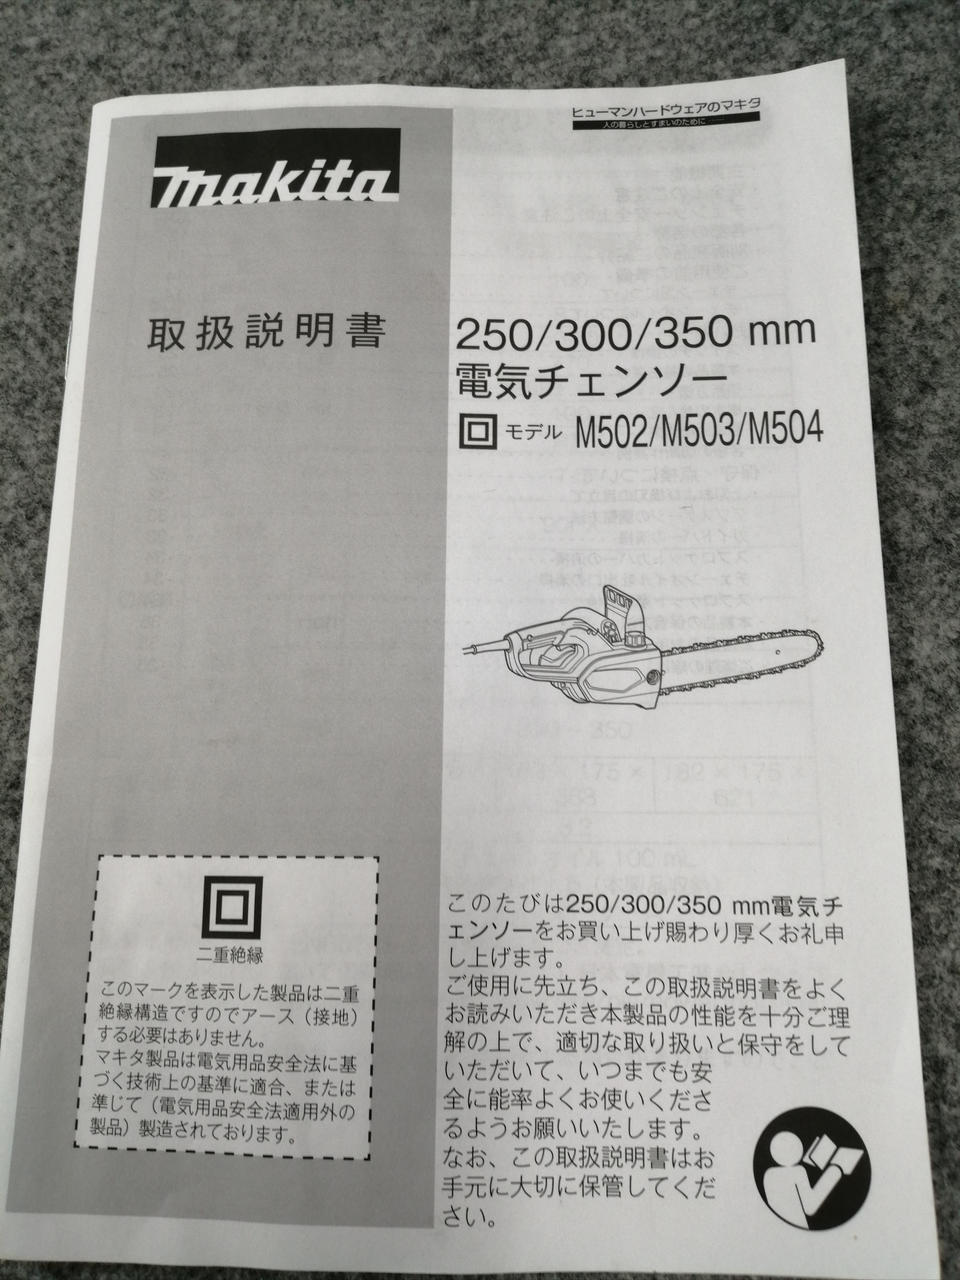 ヒューマンハードウェアのマキタ
人の暮らしとすまいのために……
makita
取扱説明書
250/300/350 mm
電気チェンソー
モデル M502/M503/M504
二重絶縁
このマークを表示した製品は二重
絶縁構造ですのでアース（接地）
する必要はありません。
マキタ製品は電気用品安全法に基
づく技術上の基準に適合、または
準じて（電気用品安全法適用外の
製品）製造されております。
このたびは250/300/350 mm電気チ
ェンソーをお買い上げ賜わり厚くお礼申
し上げます。
ご使用に先立ち、この取扱説明書をよく
お読みいただき本製品の性能を十分ご理
解の上で、適切な取り扱いと保守をして
いただいて、いつまでも安
全に能率よくお使いくださ
るようお願いいたします。
なお、この取扱説明書はお
手元に大切に保管してくだ
さい。